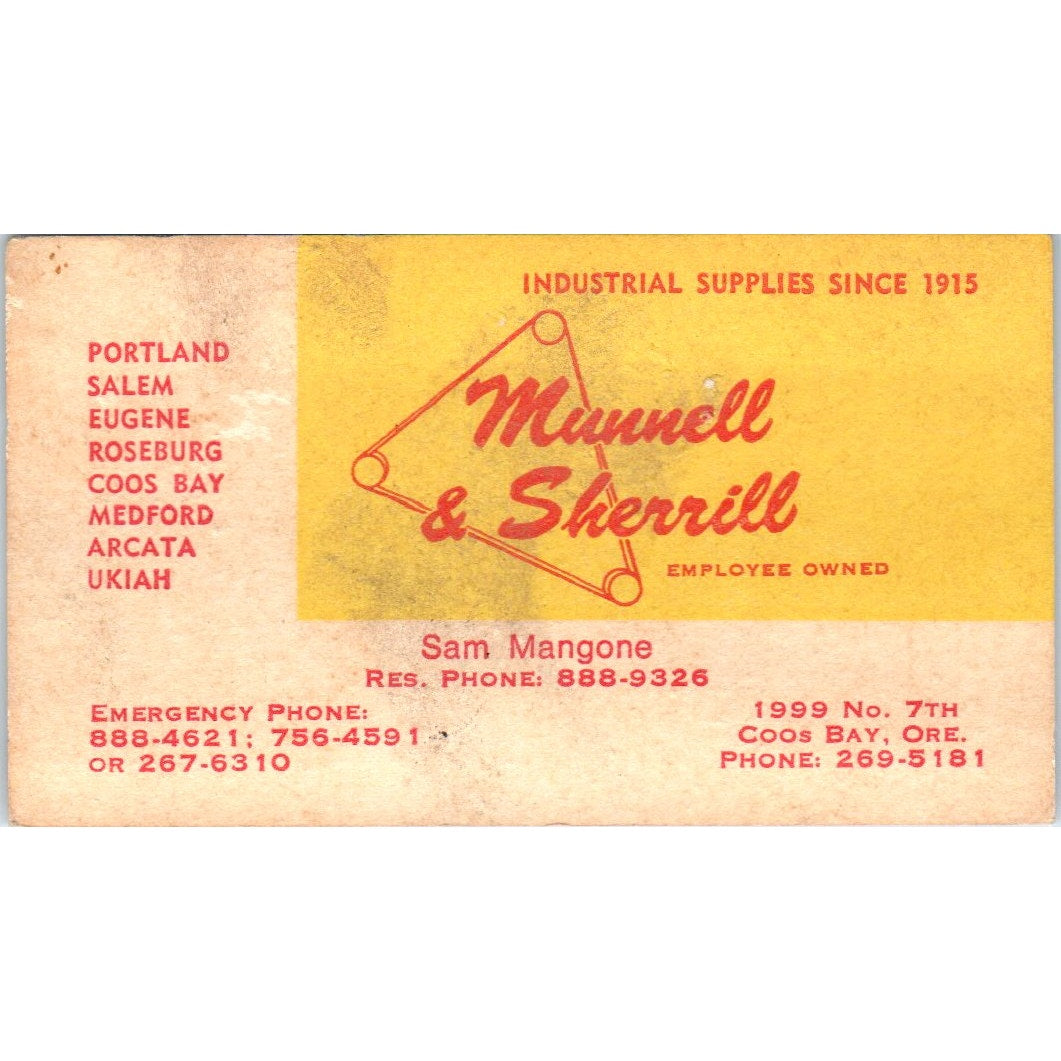 INDUSTRIAL SUPPLIES SINCE 1915
PORTLAND
SALEM
EUGENE
ROSEBURG
COOS BAY
MEDFORD
ARCATA
UKIAH
Munnell
& Sherrill
EMPLOYEE OWNED
Sam Mangone
RES. PHONE: 888-9326
EMERGENCY PHONE:
888-4621; 756-4591
OR 267-6310
1999 NO. 7TH
COOS BAY, ORE.
PHONE: 269-5181